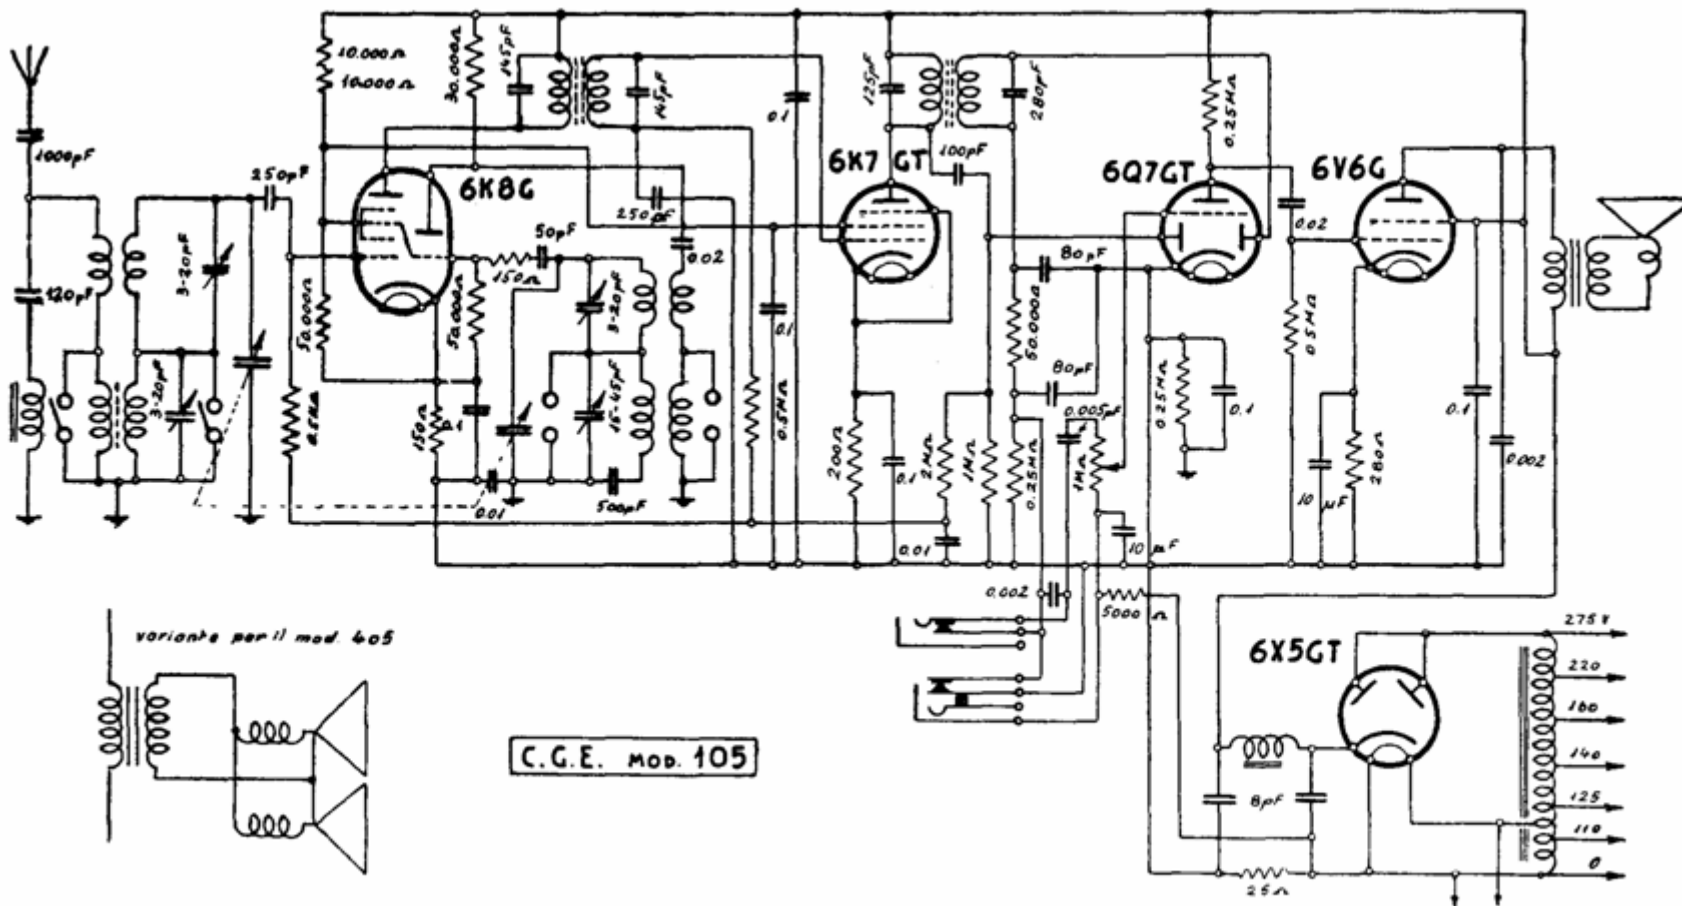 10.000Ω
10.000Ω
30.000Ω
145pF
145pF
0.1
125pF
280pF
0.25MΩ
1000pF
250pF
6K8G
6K7 GT
100pF
6Q7GT
6V6G
250pF
50pF
0.02
0.02
3-20pF
120pF
150Ω
80pF
50.000Ω
50.000Ω
3-20pF
0.1
50.000Ω
0.5MΩ
3-20pF
80pF
0.25MΩ
0.1
0.1
0.5MΩ
150Ω
0.1
15-45pF
0.5MΩ
0.005µF
200Ω
0.1
2MΩ
1MΩ
0.25MΩ
1MΩ
280Ω
0.002
10 µF
0.01
500pF
0.01
10 µF
0.002
5000 Ω
variante per il mod. 405
6X5GT
275V
220
160
140
125
110
0
C.G.E. MOD. 105
8µF
25Ω